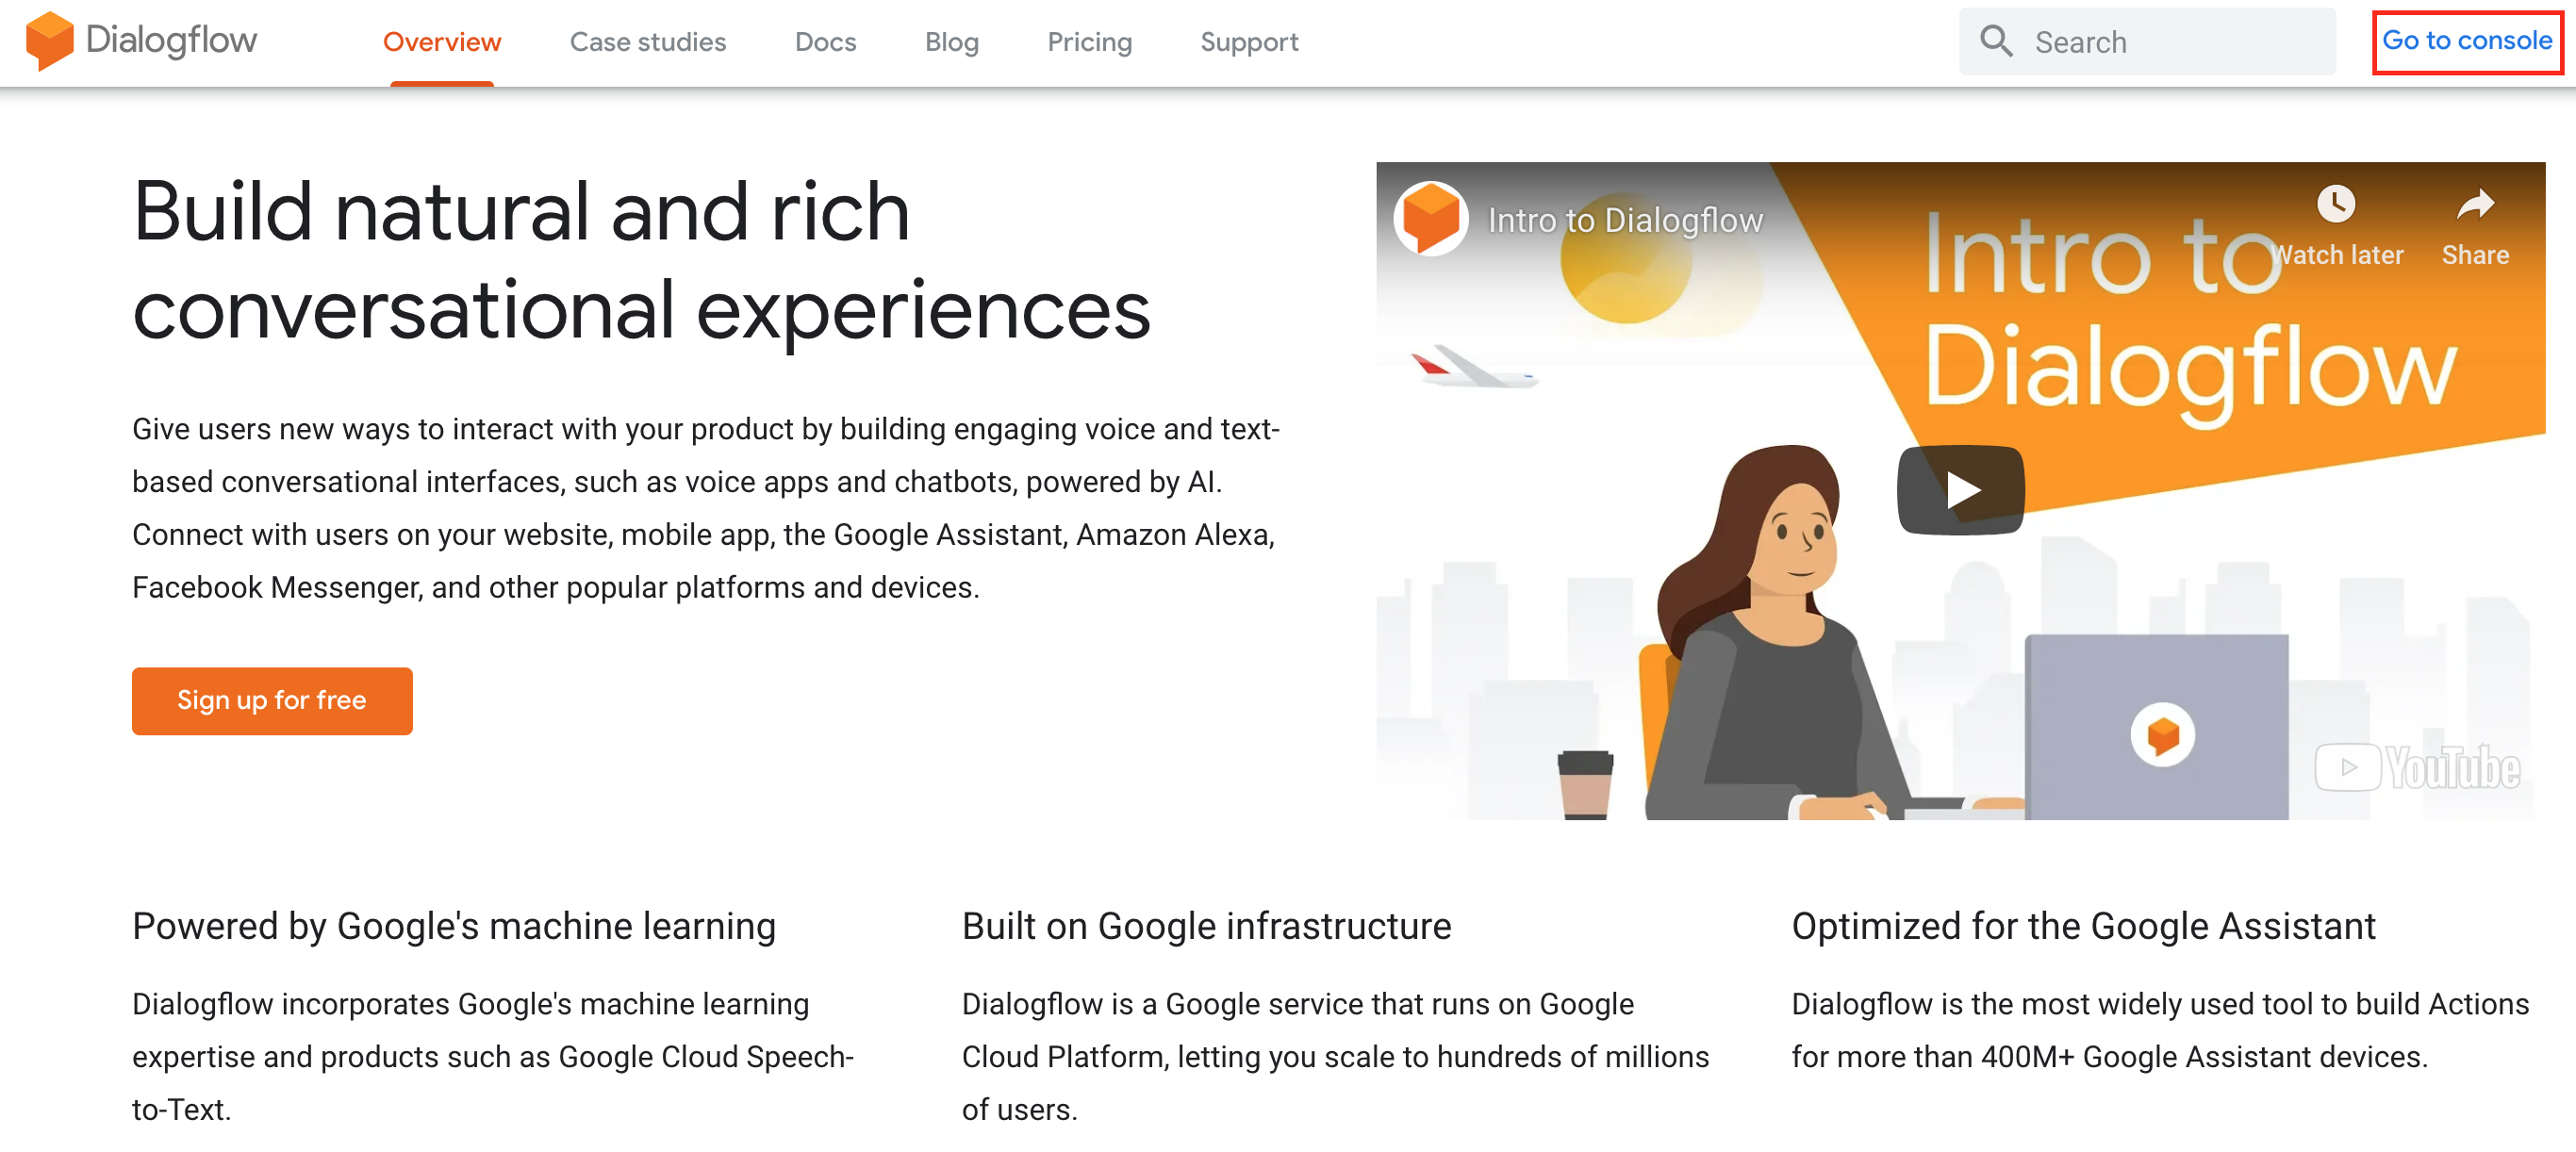 Dialogflow
Overview
Case studies
Docs
Blog
Pricing
Support
Search
Go to console
Build natural and rich
conversational experiences
Give users new ways to interact with your product by building engaging voice and text-
based conversational interfaces, such as voice apps and chatbots, powered by AI.
Connect with users on your website, mobile app, the Google Assistant, Amazon Alexa,
Facebook Messenger, and other popular platforms and devices.
Sign up for free
Intro to Dialogflow
Watch later
Share
Intro to
Dialogflow
YouTube
Powered by Google's machine learning
Dialogflow incorporates Google's machine learning
expertise and products such as Google Cloud Speech-
to-Text.
Built on Google infrastructure
Dialogflow is a Google service that runs on Google
Cloud Platform, letting you scale to hundreds of millions
of users.
Optimized for the Google Assistant
Dialogflow is the most widely used tool to build Actions
for more than 400M+ Google Assistant devices.